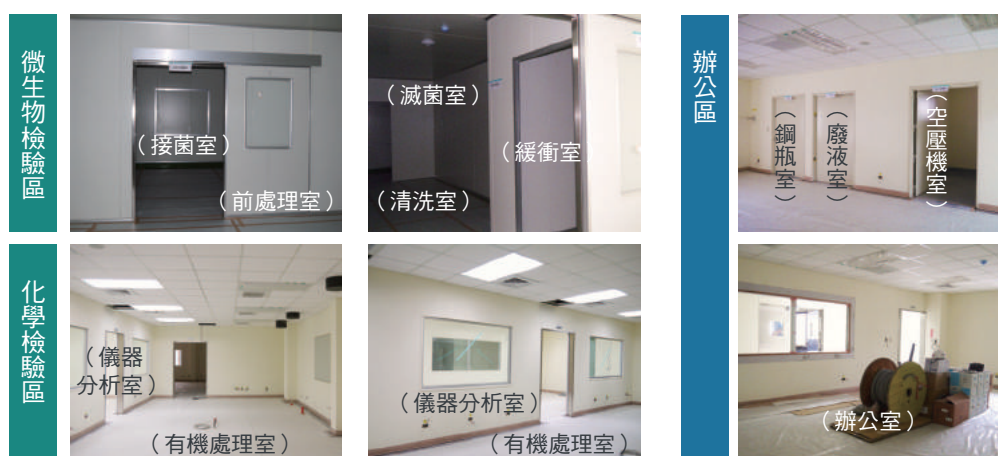 微生物檢驗區
（接菌室）
（前處理室）
（滅菌室）
（緩衝室）
（清洗室）
化學檢驗區
（儀器
分析室）
（有機處理室）
（儀器分析室）
（有機處理室）
辦公區
（鋼瓶室）
（廢液室）
（空壓機室）
（辦公室）